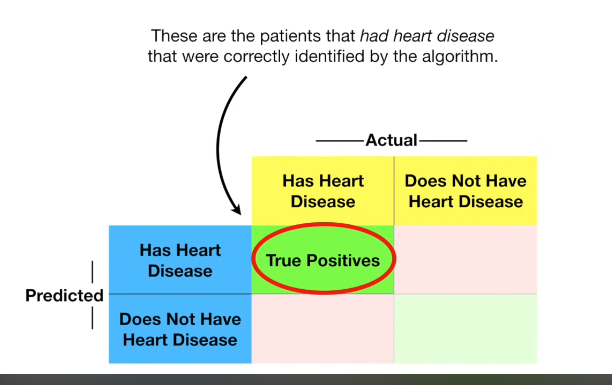 These are the patients that had heart disease
that were correctly identified by the algorithm.
Actual
Has Heart
Disease
Does Not Have
Heart Disease
Has Heart
Disease
True Positives
Predicted
Does Not Have
Heart Disease